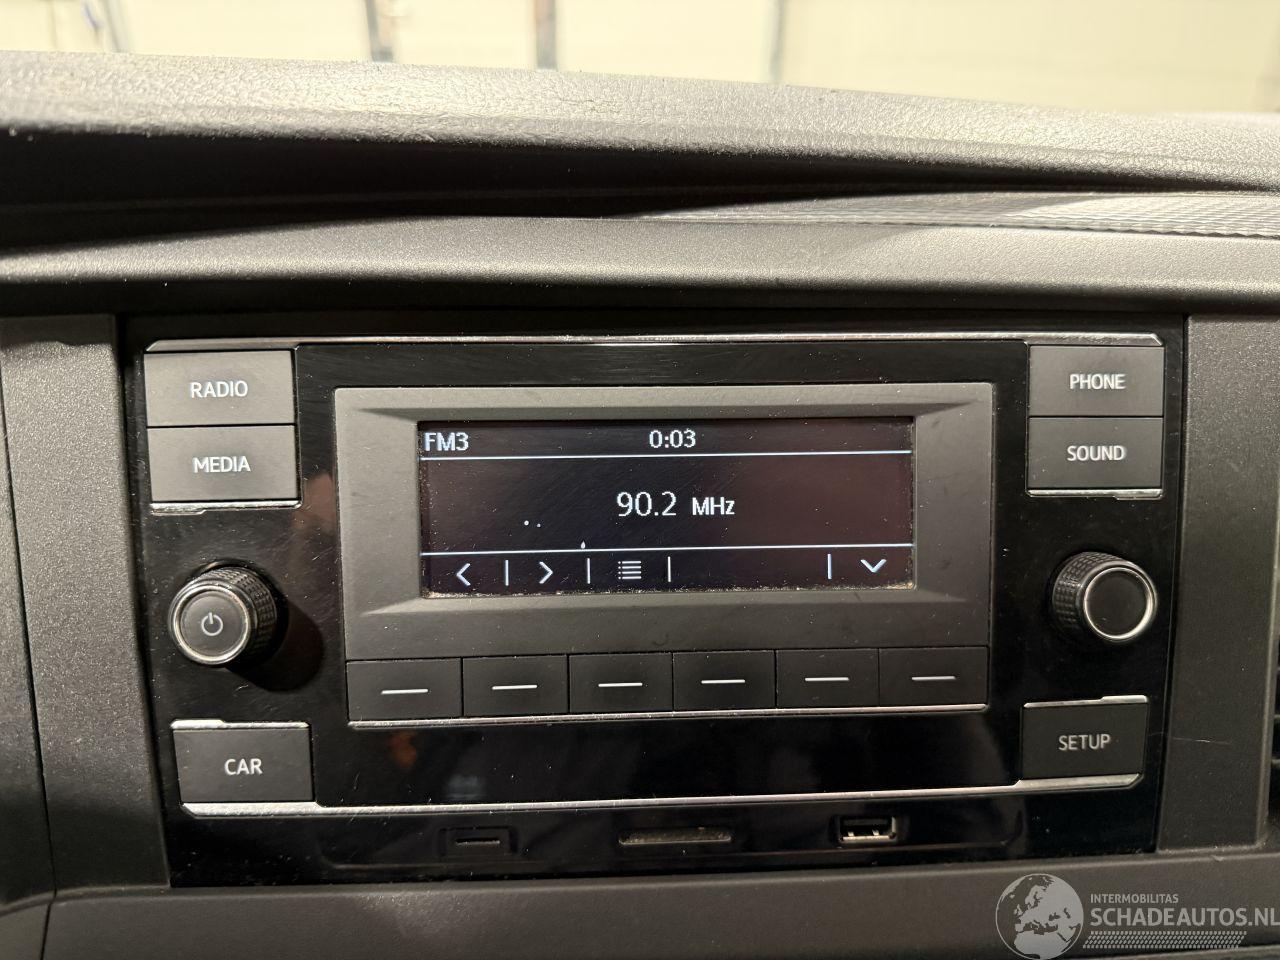 RADIO
MEDIA
PHONE
SOUND
FM3 0:03
90.2 MHz
CAR
SETUP
INTERMOBILITAS
SCHADEAUTOS.NL